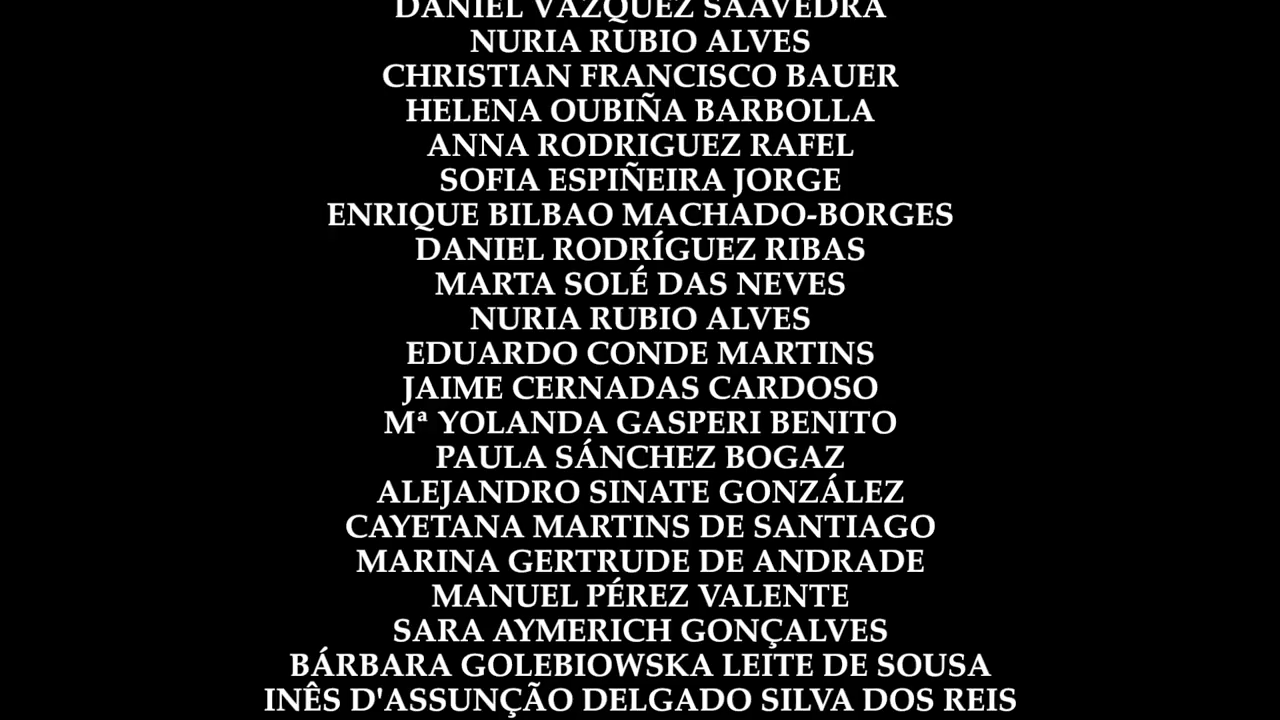 DANIEL VÁZQUEZ SAAVEDRA
NURIA RUBIO ALVES
CHRISTIAN FRANCISCO BAUER
HELENA OUBIÑA BARBOLLA
ANNA RODRIGUEZ RAFEL
SOFIA ESPIÑEIRA JORGE
ENRIQUE BILBAO MACHADO-BORGES
DANIEL RODRÍGUEZ RIBAS
MARTA SOLÉ DAS NEVES
NURIA RUBIO ALVES
EDUARDO CONDE MARTINS
JAIME CERNADAS CARDOSO
Mª YOLANDA GASPERI BENITO
PAULA SÁNCHEZ BOGAZ
ALEJANDRO SINATE GONZÁLEZ
CAYETANA MARTINS DE SANTIAGO
MARINA GERTRUDE DE ANDRADE
MANUEL PÉREZ VALENTE
SARA AYMERICH GONÇALVES
BÁRBARA GOLEBIOWSKA LEITE DE SOUSA
INÊS D'ASSUNÇÃO DELGADO SILVA DOS REIS